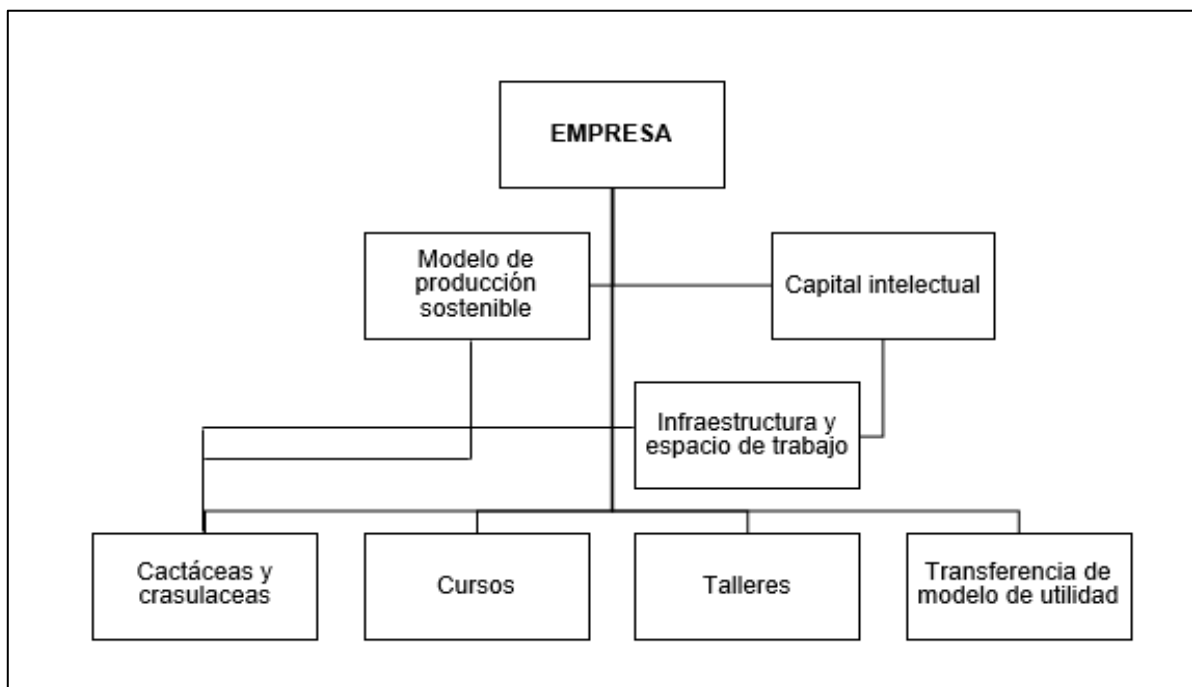 EMPRESA
Modelo de
producción
sostenible
Capital intelectual
Infraestructura y
espacio de trabajo
Cactáceas y
crasulaceas
Cursos
Talleres
Transferencia de
modelo de utilidad